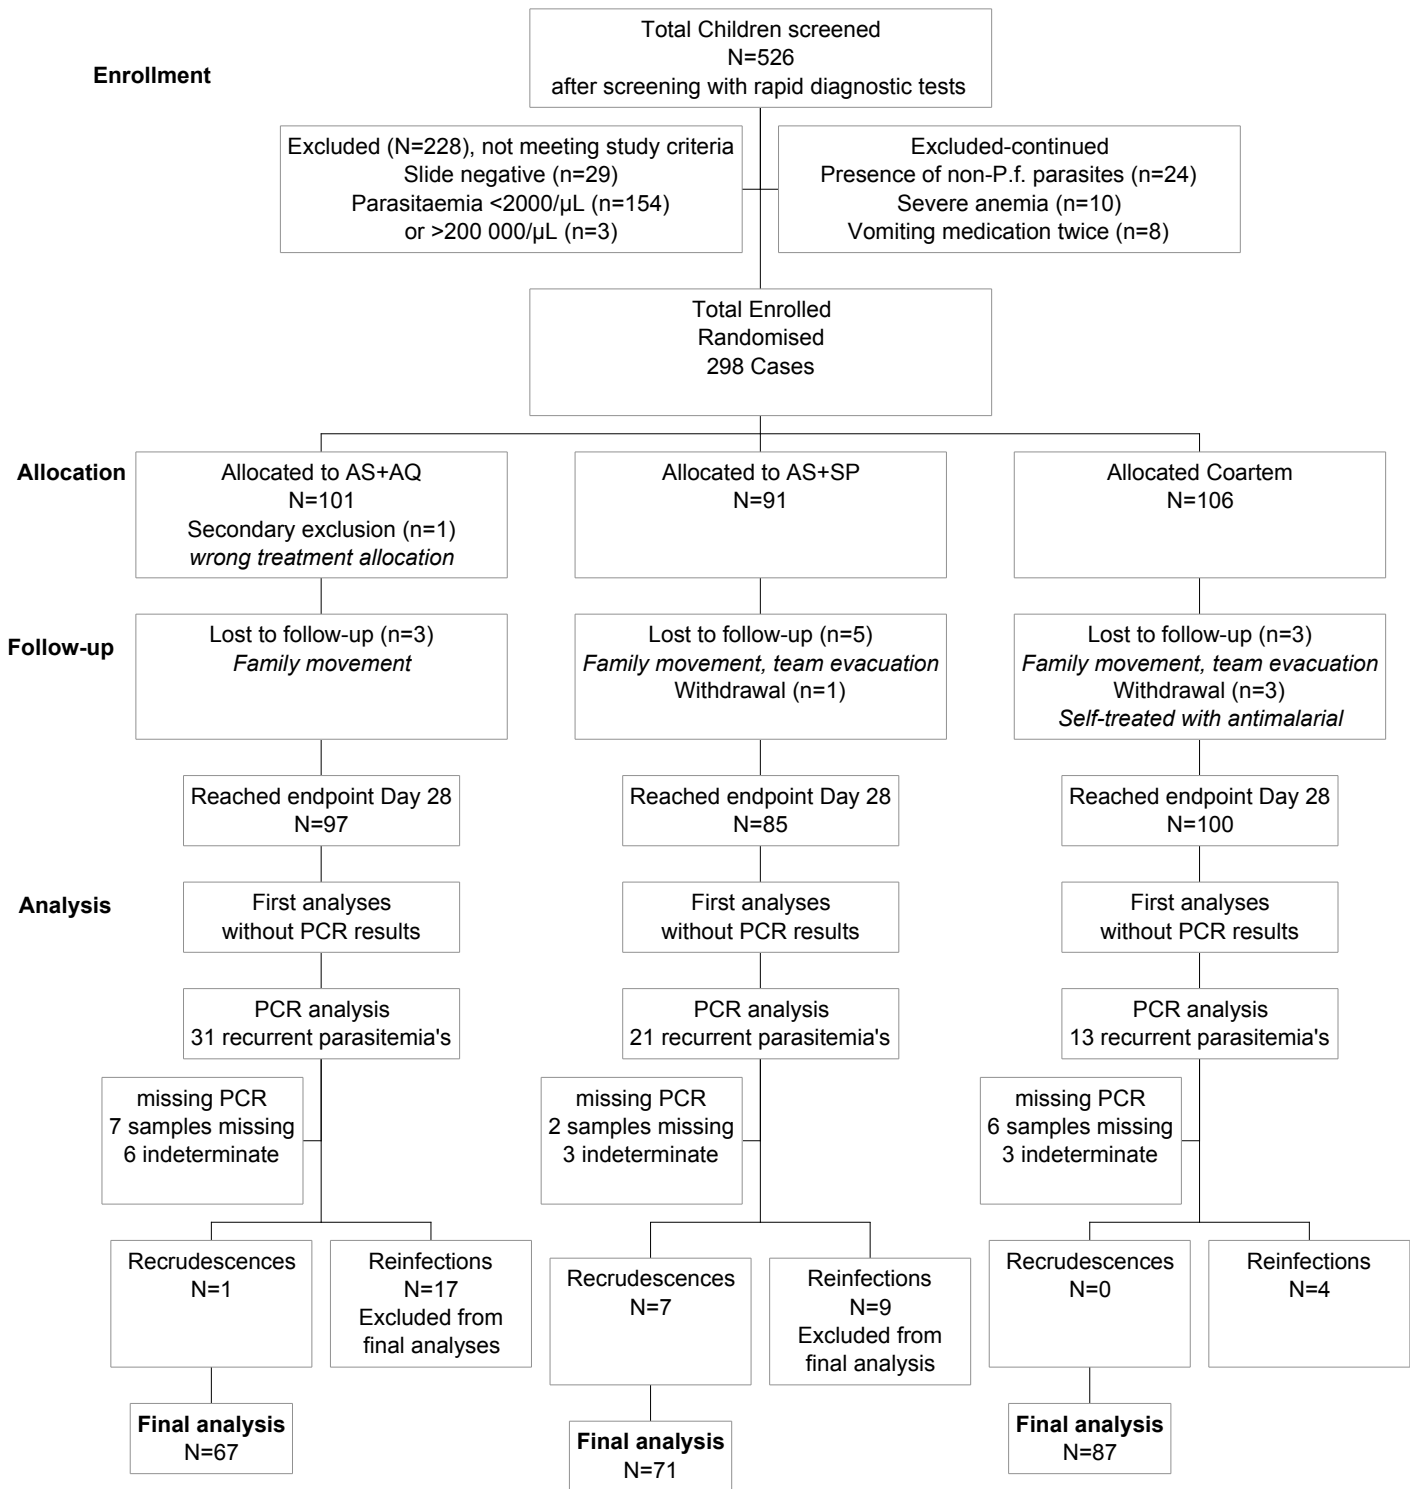 Enrollment
Total Children screened
N=526
after screening with rapid diagnostic tests
Excluded (N=228), not meeting study criteria
Slide negative (n=29)
Parasitaemia <2000/µL (n=154)
or >200 000/µL (n=3)
Excluded-continued
Presence of non-P.f. parasites (n=24)
Severe anemia (n=10)
Vomiting medication twice (n=8)
Total Enrolled
Randomised
298 Cases
Allocation
Allocated to AS+AQ
N=101
Secondary exclusion (n=1)
wrong treatment allocation
Allocated to AS+SP
N=91
Allocated Coartem
N=106
Follow-up
Lost to follow-up (n=3)
Family movement
Lost to follow-up (n=5)
Family movement, team evacuation
Withdrawal (n=1)
Lost to follow-up (n=3)
Family movement, team evacuation
Withdrawal (n=3)
Self-treated with antimalarial
Reached endpoint Day 28
N=97
Reached endpoint Day 28
N=85
Reached endpoint Day 28
N=100
Analysis
First analyses
without PCR results
First analyses
without PCR results
First analyses
without PCR results
PCR analysis
31 recurrent parasitemia's
PCR analysis
21 recurrent parasitemia's
PCR analysis
13 recurrent parasitemia's
missing PCR
7 samples missing
6 indeterminate
missing PCR
2 samples missing
3 indeterminate
missing PCR
6 samples missing
3 indeterminate
Recrudescences
N=1
Reinfections
N=17
Excluded from
final analyses
Recrudescences
N=7
Reinfections
N=9
Excluded from
final analysis
Recrudescences
N=0
Reinfections
N=4
Final analysis
N=67
Final analysis
N=71
Final analysis
N=87